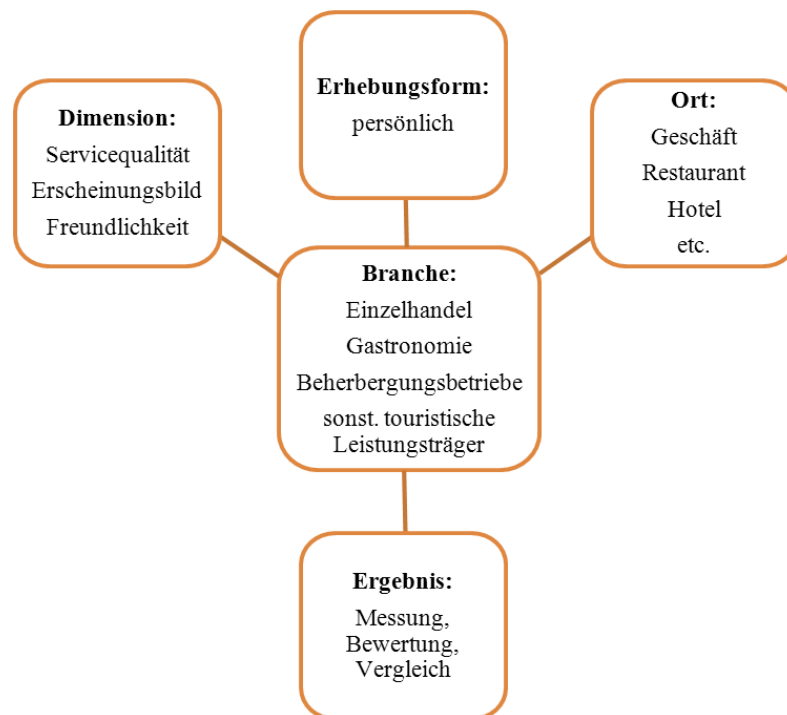 Erhebungsform:
persönlich
Dimension:
Servicequalität
Erscheinungsbild
Freundlichkeit
Ort:
Geschäft
Restaurant
Hotel
etc.
Branche:
Einzelhandel
Gastronomie
Beherbergungsbetriebe
sonst. touristische
Leistungsträger
Ergebnis:
Messung,
Bewertung,
Vergleich